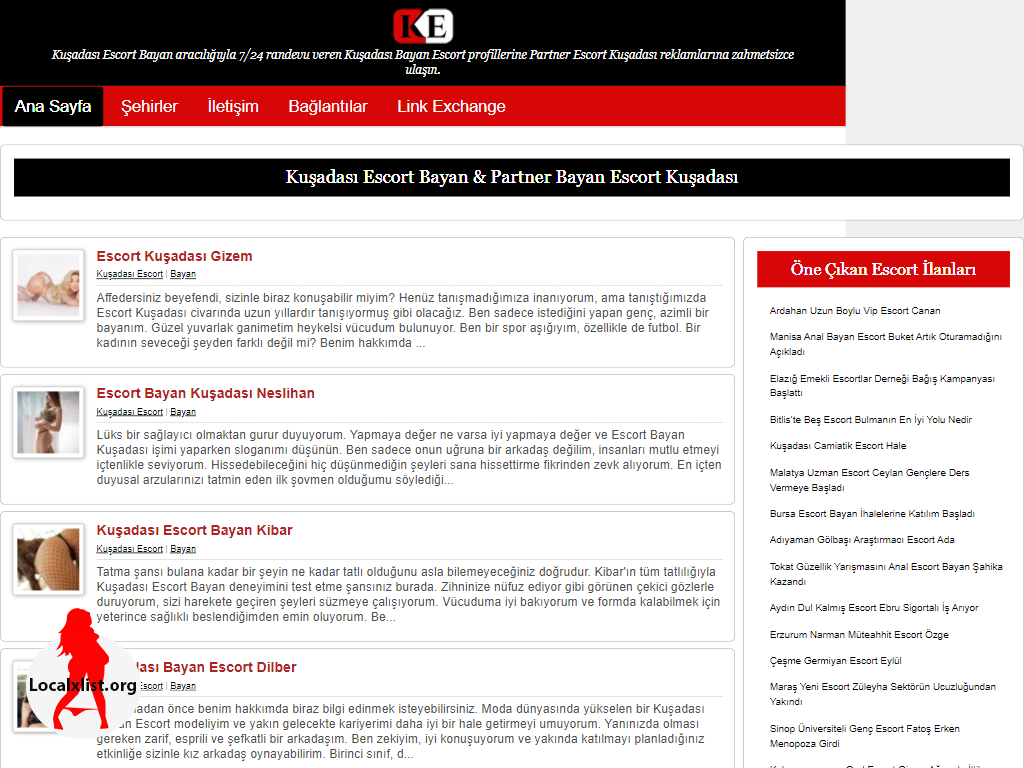 KE
Kuşadası Escort Bayan aracılığıyla 7/24 randevu veren Kuşadası Bayan Escort profillerine Partner Escort Kuşadası reklamlarına zahmetsizce
ulaşın.
Ana Sayfa Şehirler İletişim Bağlantılar Link Exchange
Kuşadası Escort Bayan & Partner Bayan Escort Kuşadası
Escort Kuşadası Gizem
Kuşadası Escort | Bayan
Affedersiniz beyefendi, sizinle biraz konuşabilir miyim? Henüz tanışmadığımıza inanıyorum, ama tanıştığımızda
Escort Kuşadası civarında uzun yıllardır tanışıyormuş gibi olacağız. Ben sadece istediğini yapan genç, azimli bir
bayanım. Güzel yuvarlak ganimetim heykelsi vücudum bulunuyor. Ben bir spor aşığıyım, özellikle de futbol. Bir
kadının seveceği şeyden farklı değil mi? Benim hakkımda ...
Escort Bayan Kuşadası Neslihan
Kuşadası Escort | Bayan
Lüks bir sağlayıcı olmaktan gurur duyuyorum. Yapmaya değer ne varsa iyi yapmaya değer ve Escort Bayan
Kuşadası işimi yaparken sloganımı düşünün. Ben sadece onun uğruna bir arkadaş değilim, insanları mutlu etmeyi
içtenlikle seviyorum. Hissedebileceğini hiç düşünmediğin şeyleri sana hissettirme fikrinden zevk alıyorum. En içten
duyusal arzularınızı tatmin eden ilk şovmen olduğumu söylediği...
Kuşadası Escort Bayan Kibar
Kuşadası Escort | Bayan
Tatma şansı bulana kadar bir şeyin ne kadar tatlı olduğunu asla bilemeyeceğiniz doğrudur. Kibar'ın tüm tatlılığıyla
Kuşadası Escort Bayan deneyimini test etme şansınız burada. Zihninize nüfuz ediyor gibi görünen çekici gözlerle
duruyorum, sizi harekete geçiren şeyleri süzmeye çalışıyorum. Vücuduma iyi bakıyorum ve formda kalabilmek için
yeterince sağlıklı beslendiğimden emin oluyorum. Be...
Bayan Escort Dilber
Escort | Bayan
önce benim hakkımda biraz bilgi edinmek isteyebilirsiniz. Moda dünyasında yükselen bir Kuşadası
Escort modeliyim ve yakın gelecekte kariyerimi daha iyi bir hale getirmeyi umuyorum. Yanınızda olması
gereken zarif, esprili ve şefkatli bir arkadaşım. Ben zekiyim, iyi konuşuyorum ve yakında katılmayı planladığınız
etkinliğe sizinle kız arkadaş oynayabilirim. Birinci sınıf, d...
Localxlist.org
Öne Çıkan Escort İlanları
Ardahan Uzun Boylu Vip Escort Canan
Manisa Anal Bayan Escort Buket Artık Oturamadığını
Açıkladı
Elazığ Emekli Escortlar Derneği Bağış Kampanyası
Başlattı
Bitlis'te Beş Escort Bulmanın En İyi Yolu Nedir
Kuşadası Camiatik Escort Hale
Malatya Uzman Escort Ceylan Gençlere Ders
Vermeye Başladı
Bursa Escort Bayan İhalelerine Katılım Başladı
Adıyaman Gölbaşı Araştırmacı Escort Ada
Tokat Güzellik Yarışmasını Anal Escort Bayan Şahika
Kazandı
Aydın Dul Kalmış Escort Ebru Sigortalı İş Arıyor
Erzurum Narman Müteahhit Escort Özge
Çeşme Germiyan Escort Eylül
Maraş Yeni Escort Züleyha Sektörün Ucuzluğundan
Yakındı
Sinop Üniversiteli Genç Escort Fatoş Erken
Menopoza Girdi